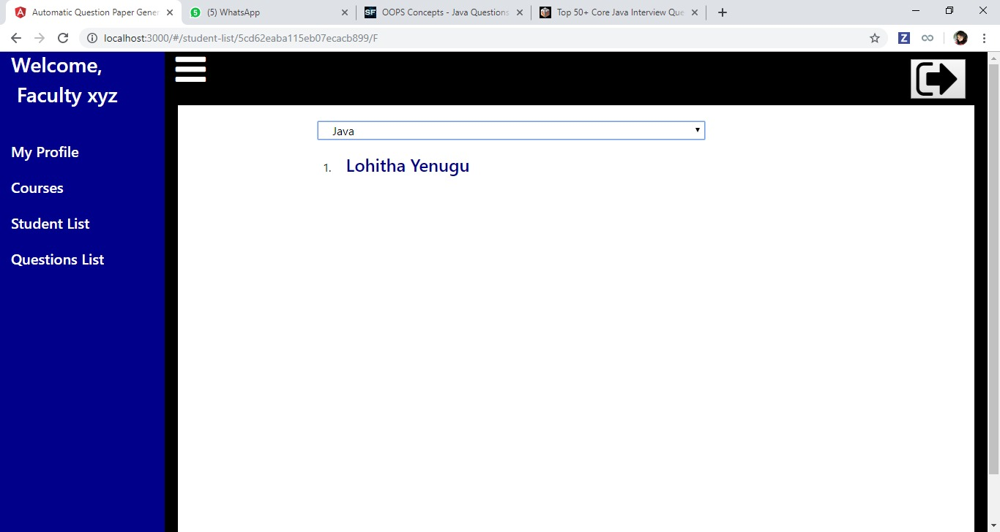 Automatic Question Paper Gener
(5) WhatsApp
SF OOPS Concepts - Java Questions
Top 50+ Core Java Interview Que
localhost:3000/#/student-list/5cd62eaba115eb07ecacb899/F
Z
Welcome,
Faculty xyz
My Profile
Courses
Student List
Questions List
Java
1. Lohitha Yenugu